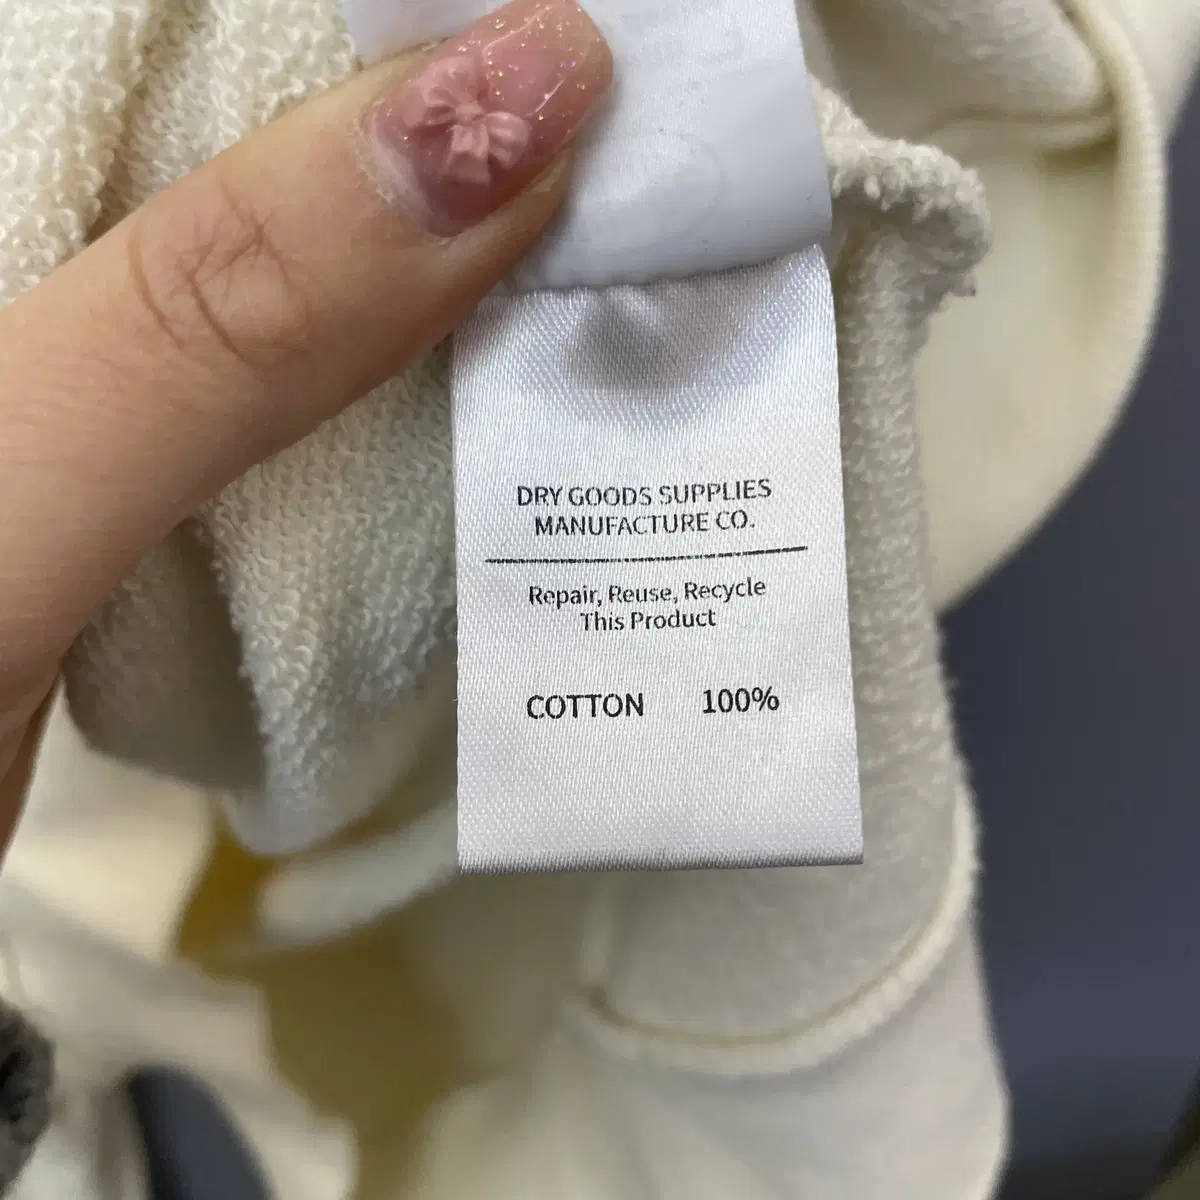 DRY GOODS SUPPLIES
MANUFACTURE CO.
Repair, Reuse, Recycle
This Product
COTTON 100%